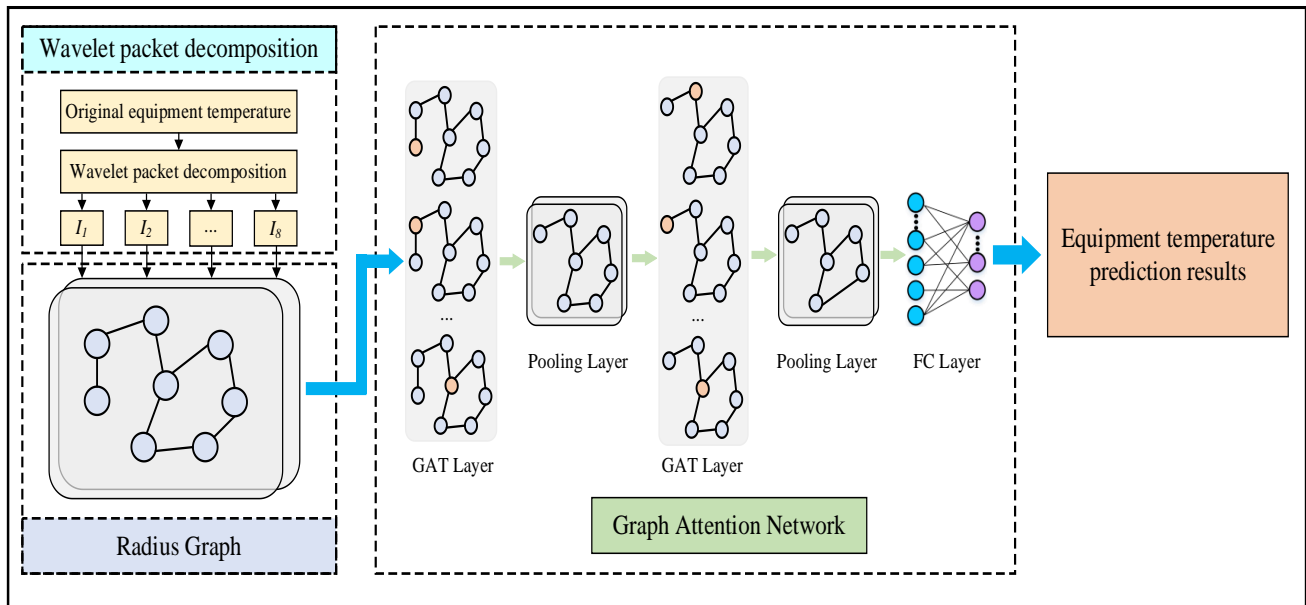 Wavelet packet decomposition
Original equipment temperature
Wavelet packet decomposition
I1
I2
...
I8
Radius Graph
...
GAT Layer
Pooling Layer
...
GAT Layer
Pooling Layer
FC Layer
Graph Attention Network
Equipment temperature
prediction results